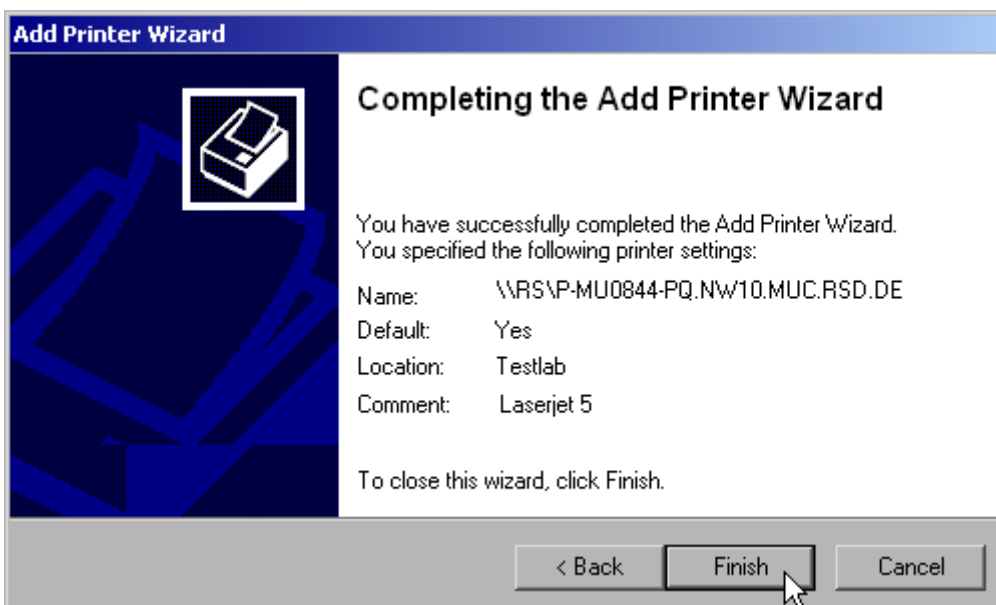 Add Printer Wizard
Completing the Add Printer Wizard
You have successfully completed the Add Printer Wizard.
You specified the following printer settings:
Name: \\RS\P-MU0844-PQ.NW10.MUC.RSD.DE
Default: Yes
Location: Testlab
Comment: Laserjet 5
To close this wizard, click Finish.
< Back Finish Cancel